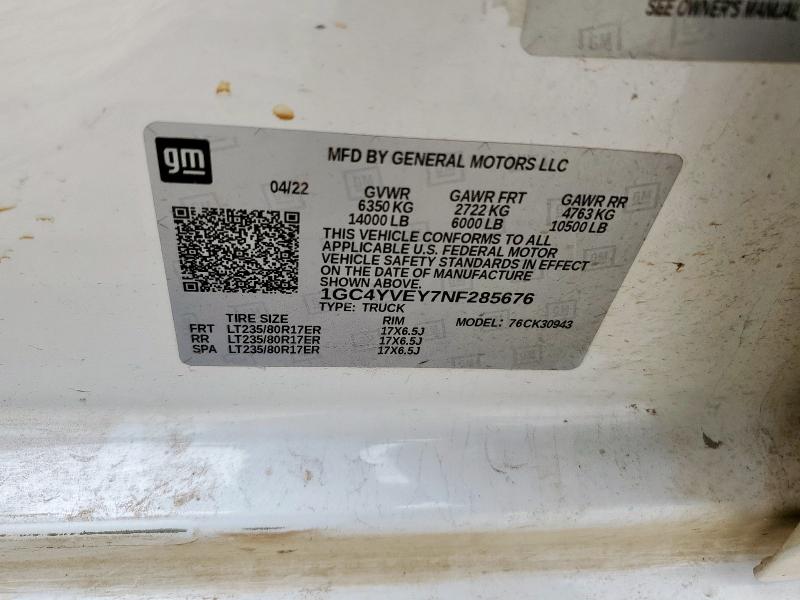 SEE OWNER'S MANUAL
gm
MFD BY GENERAL MOTORS LLC
04/22
GVWR GAWR FRT GAWR RR
6350 KG 2722 KG 4763 KG
14000 LB 6000 LB 10500 LB
THIS VEHICLE CONFORMS TO ALL
APPLICABLE U.S. FEDERAL MOTOR
VEHICLE SAFETY STANDARDS IN EFFECT
ON THE DATE OF MANUFACTURE
SHOWN ABOVE.
1GC4YVEY7NF285676
TYPE: TRUCK
TIRE SIZE RIM MODEL: 76CK30943
FRT LT235/80R17ER 17X6.5J
RR LT235/80R17ER 17X6.5J
SPA LT235/80R17ER 17X6.5J